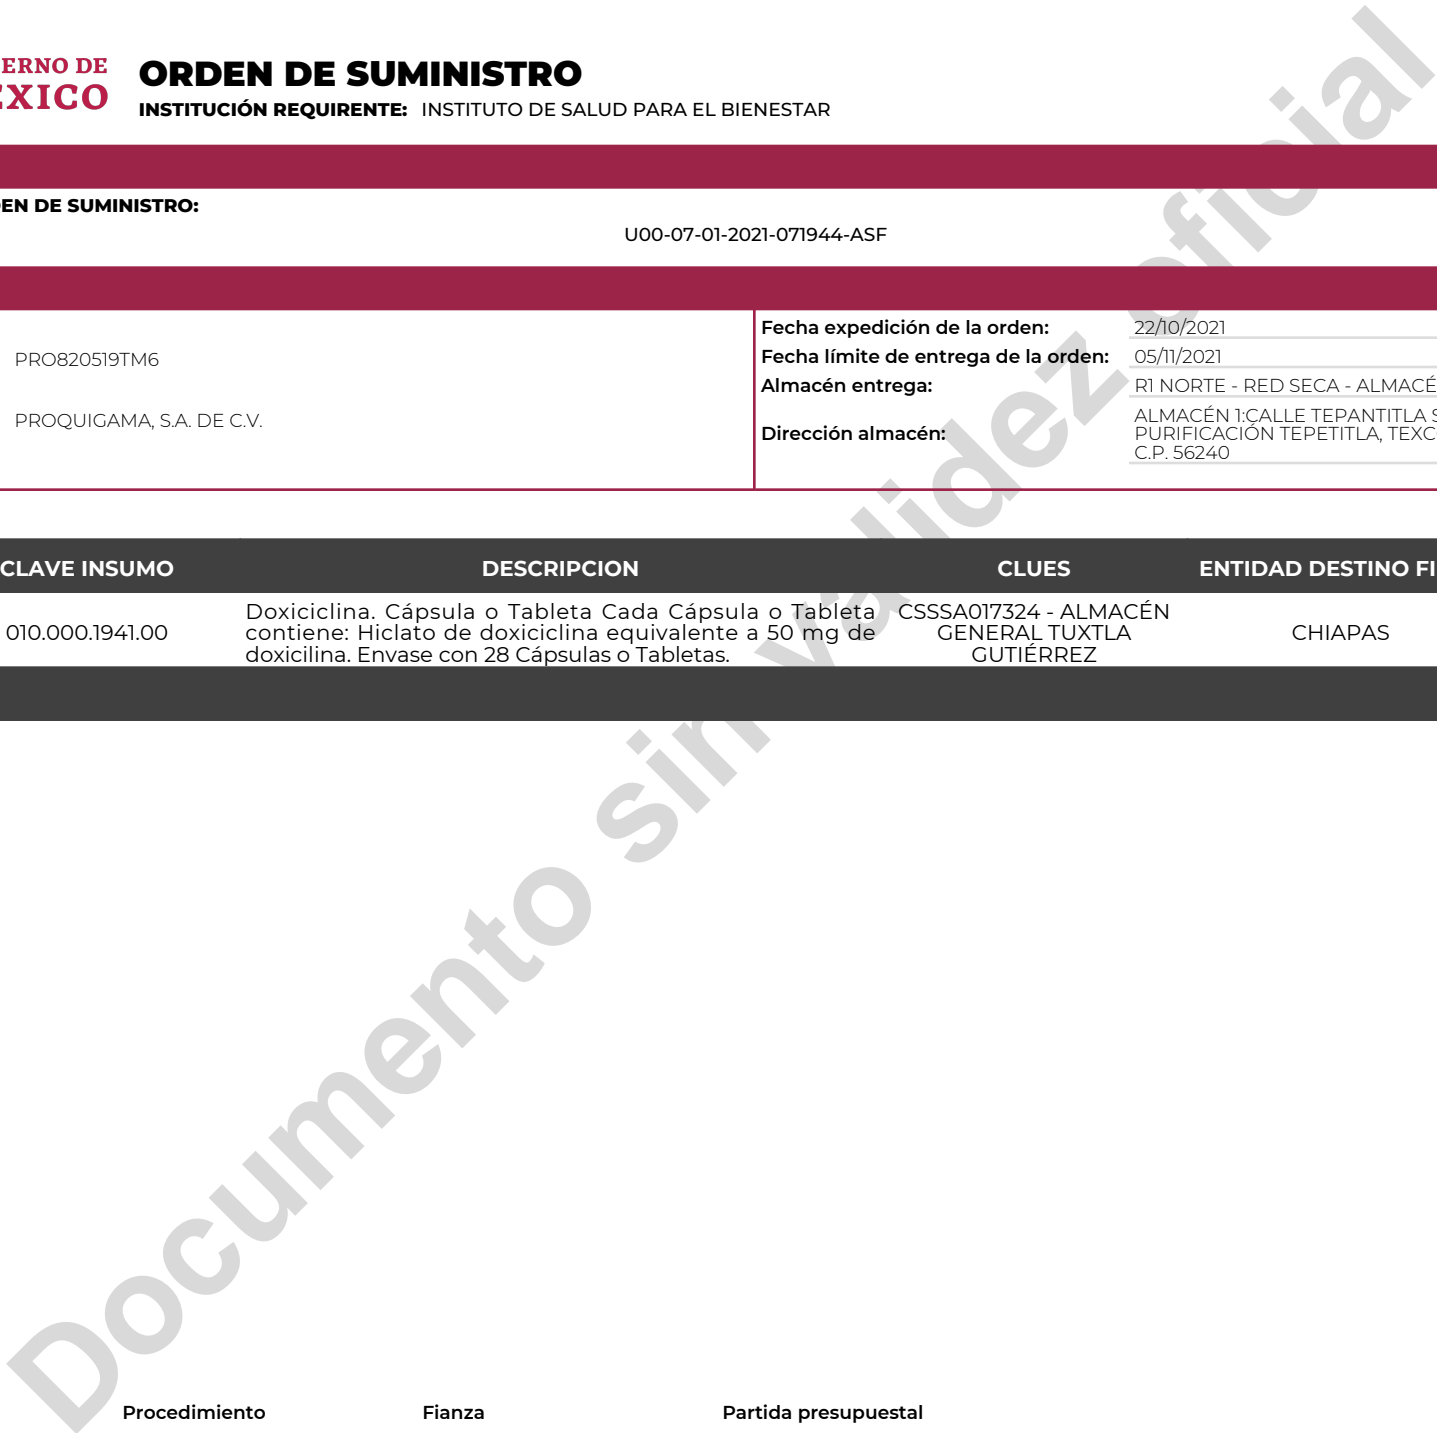 ERNO DE
EXICO
ORDEN DE SUMINISTRO
INSTITUCIÓN REQUIRENTE: INSTITUTO DE SALUD PARA EL BIENESTAR
EN DE SUMINISTRO:
U00-07-01-2021-071944-ASF
PRO820519TM6
PROQUIGAMA, S.A. DE C.V.
Fecha expedición de la orden: 22/10/2021
Fecha límite de entrega de la orden: 05/11/2021
Almacén entrega: R1 NORTE - RED SECA - ALMACÉ
Dirección almacén:
ALMACÉN 1:CALLE TEPANTITLA S
PURIFICACIÓN TEPETITLA, TEXC
C.P. 56240
CLAVE INSUMO DESCRIPCION CLUES ENTIDAD DESTINO FI
010.000.1941.00
Doxiciclina. Cápsula o Tableta Cada Cápsula o Tableta
contiene: Hiclato de doxiciclina equivalente a 50 mg de
doxicilina. Envase con 28 Cápsulas o Tabletas.
CSSSA017324 - ALMACÉN
GENERAL TUXTLA
GUTIÉRREZ
CHIAPAS
Documento sin validez oficial
Procedimiento Fianza Partida presupuestal